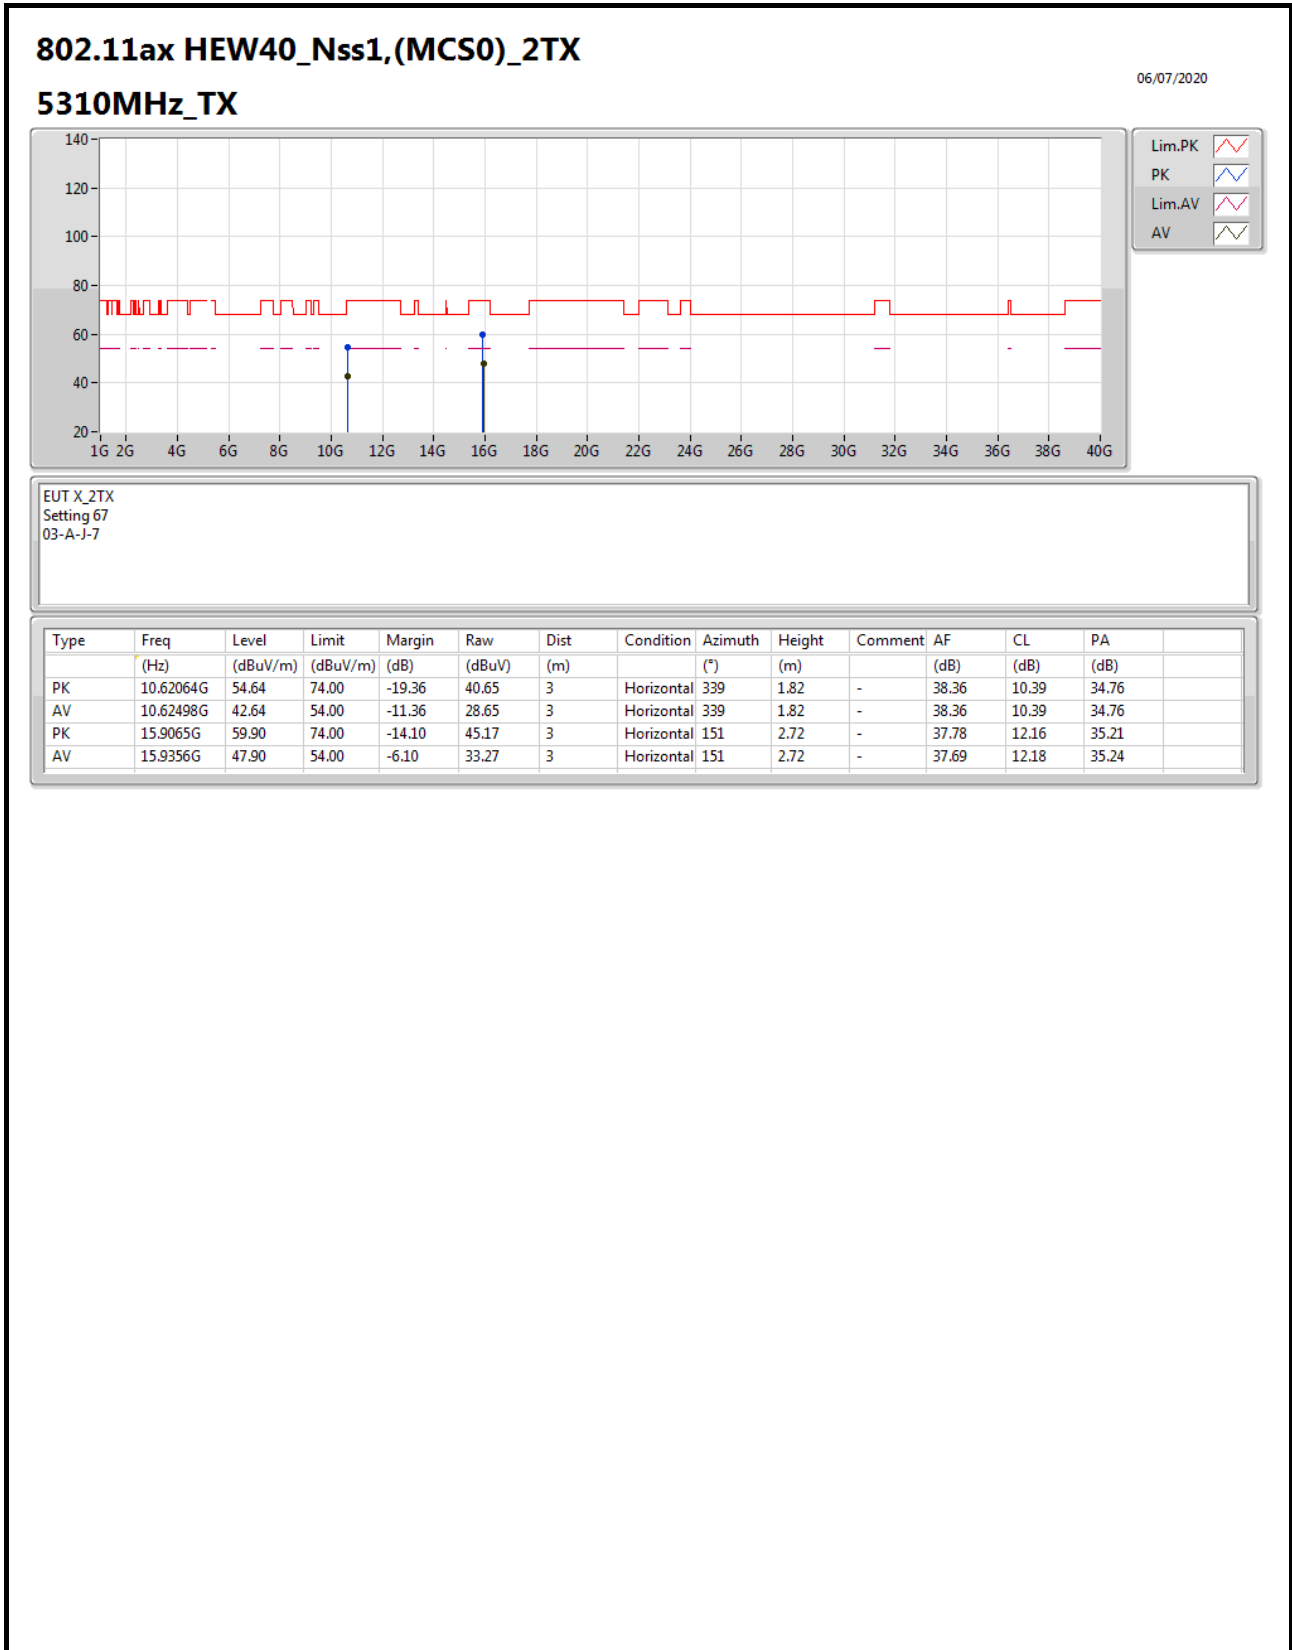 802.11ax HEW40_Nss1,(MCS0)_2TX
06/07/2020
5310MHz_TX
140
120
100
80
60
40
20
1G 2G 4G 6G 8G 10G 12G 14G 16G 18G 20G 22G 24G 26G 28G 30G 32G 34G 36G 38G 40G
Lim.PK
PK
Lim.AV
AV
EUT X_2TX
Setting 67
03-A-J-7
Type Freq Level Limit Margin Raw Dist Condition Azimuth Height Comment AF CL PA
(Hz) (dBuV/m) (dBuV/m) (dB) (dBuV) (m) (°) (m) (dB) (dB) (dB)
PK 10.62064G 54.64 74.00 -19.36 40.65 3 Horizontal 339 1.82 - 38.36 10.39 34.76
AV 10.62498G 42.64 54.00 -11.36 28.65 3 Horizontal 339 1.82 - 38.36 10.39 34.76
PK 15.9065G 59.90 74.00 -14.10 45.17 3 Horizontal 151 2.72 - 37.78 12.16 35.21
AV 15.9356G 47.90 54.00 -6.10 33.27 3 Horizontal 151 2.72 - 37.69 12.18 35.24